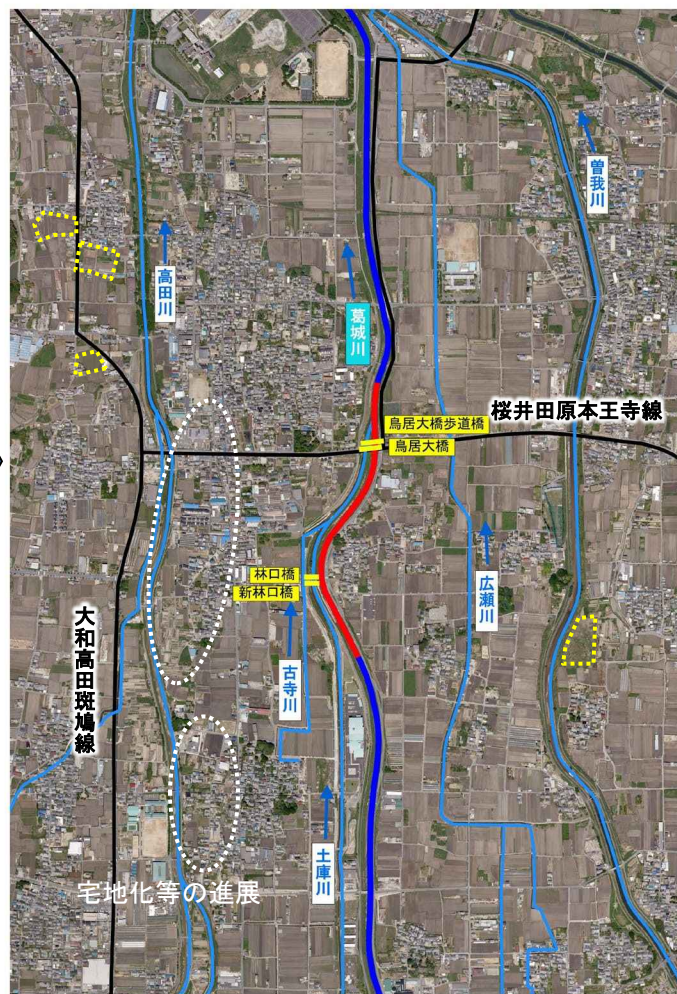 曽我川
高田川
葛城川
桜井田原本王寺線
鳥居大橋歩道橋
鳥居大橋
広瀬川
林口橋
新林口橋
大和高田斑鳩線
古寺川
土庫川
宅地化等の進展